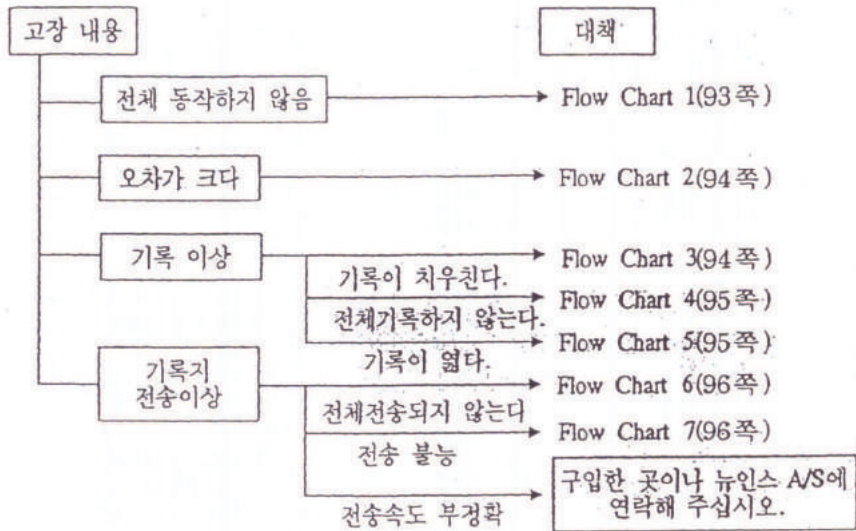 고장 내용
대책
전체 동작하지 않음
Flow Chart 1(93쪽)
오차가 크다
Flow Chart 2(94쪽)
기록 이상
Flow Chart 3(94쪽)
기록이 치우친다.
Flow Chart 4(95쪽)
전체기록하지 않는다.
Flow Chart 5(95쪽)
기록이 엷다.
기록지
전송이상
Flow Chart 6(96쪽)
전체전송되지 않는다
Flow Chart 7(96쪽)
전송 불능
구입한 곳이나 뉴인스 A/S에
연락해 주십시오.
전송속도 부정확